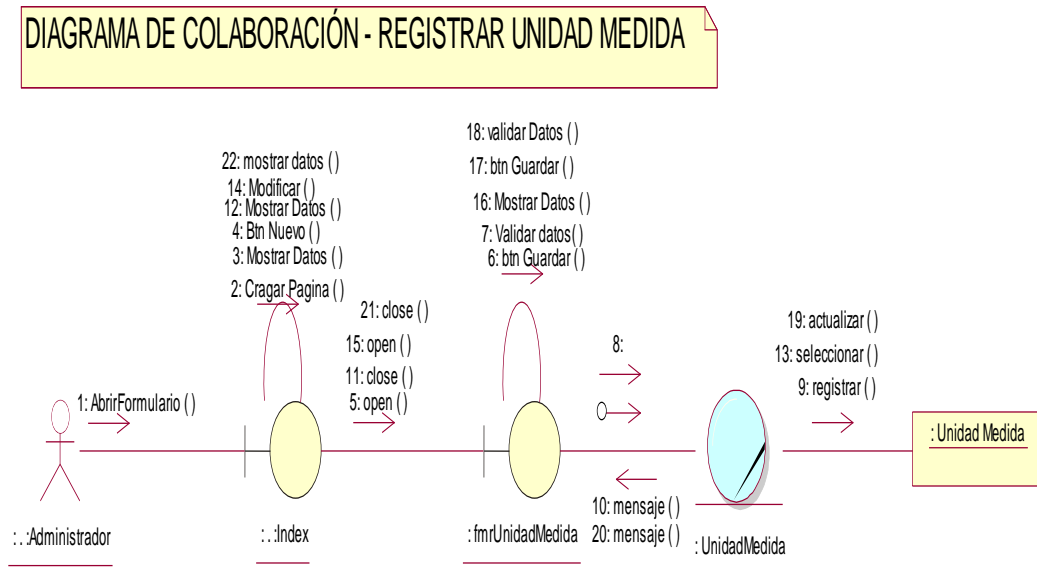 DIAGRAMA DE COLABORACIÓN - REGISTRAR UNIDAD MEDIDA
18: validar Datos ( )
17: btn Guardar ( )
16: Mostrar Datos ( )
7: Validar datos( )
6: btn Guardar ( )
22: mostrar datos ( )
14: Modificar ( )
12: Mostrar Datos ( )
4: Btn Nuevo ( )
3: Mostrar Datos ( )
2: Cragar Pagina ( )
21: close ( )
15: open ( )
11: close ( )
5: open ( )
8:
19: actualizar ( )
13: seleccionar ( )
9: registrar ( )
1: AbrirFormulario ( )
: Unidad Medida
10: mensaje ( )
20: mensaje ( )
: . :Administrador
: . :Index
: fmrUnidadMedida
: UnidadMedida